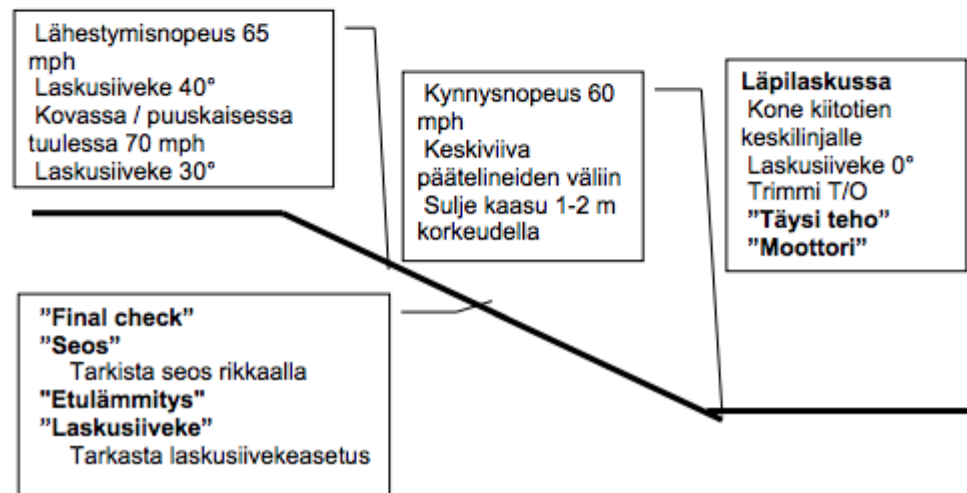 Lähestymisnopeus 65
mph
Laskusiiveke 40°
Kovassa / puuskaisessa
tuulessa 70 mph
Laskusiiveke 30°
Kynnysnopeus 60
mph
Keskiviiva
päätelineiden väliin
Sulje kaasu 1-2 m
korkeudella
Läpilaskussa
Kone kiitotien
keskilinjalle
Laskusiiveke 0°
Trimmi T/O
”Täysi teho”
”Moottori”
”Final check”
”Seos”
Tarkista seos rikkaalla
"Etulämmitys"
”Laskusiiveke”
Tarkasta laskusiivekeasetus